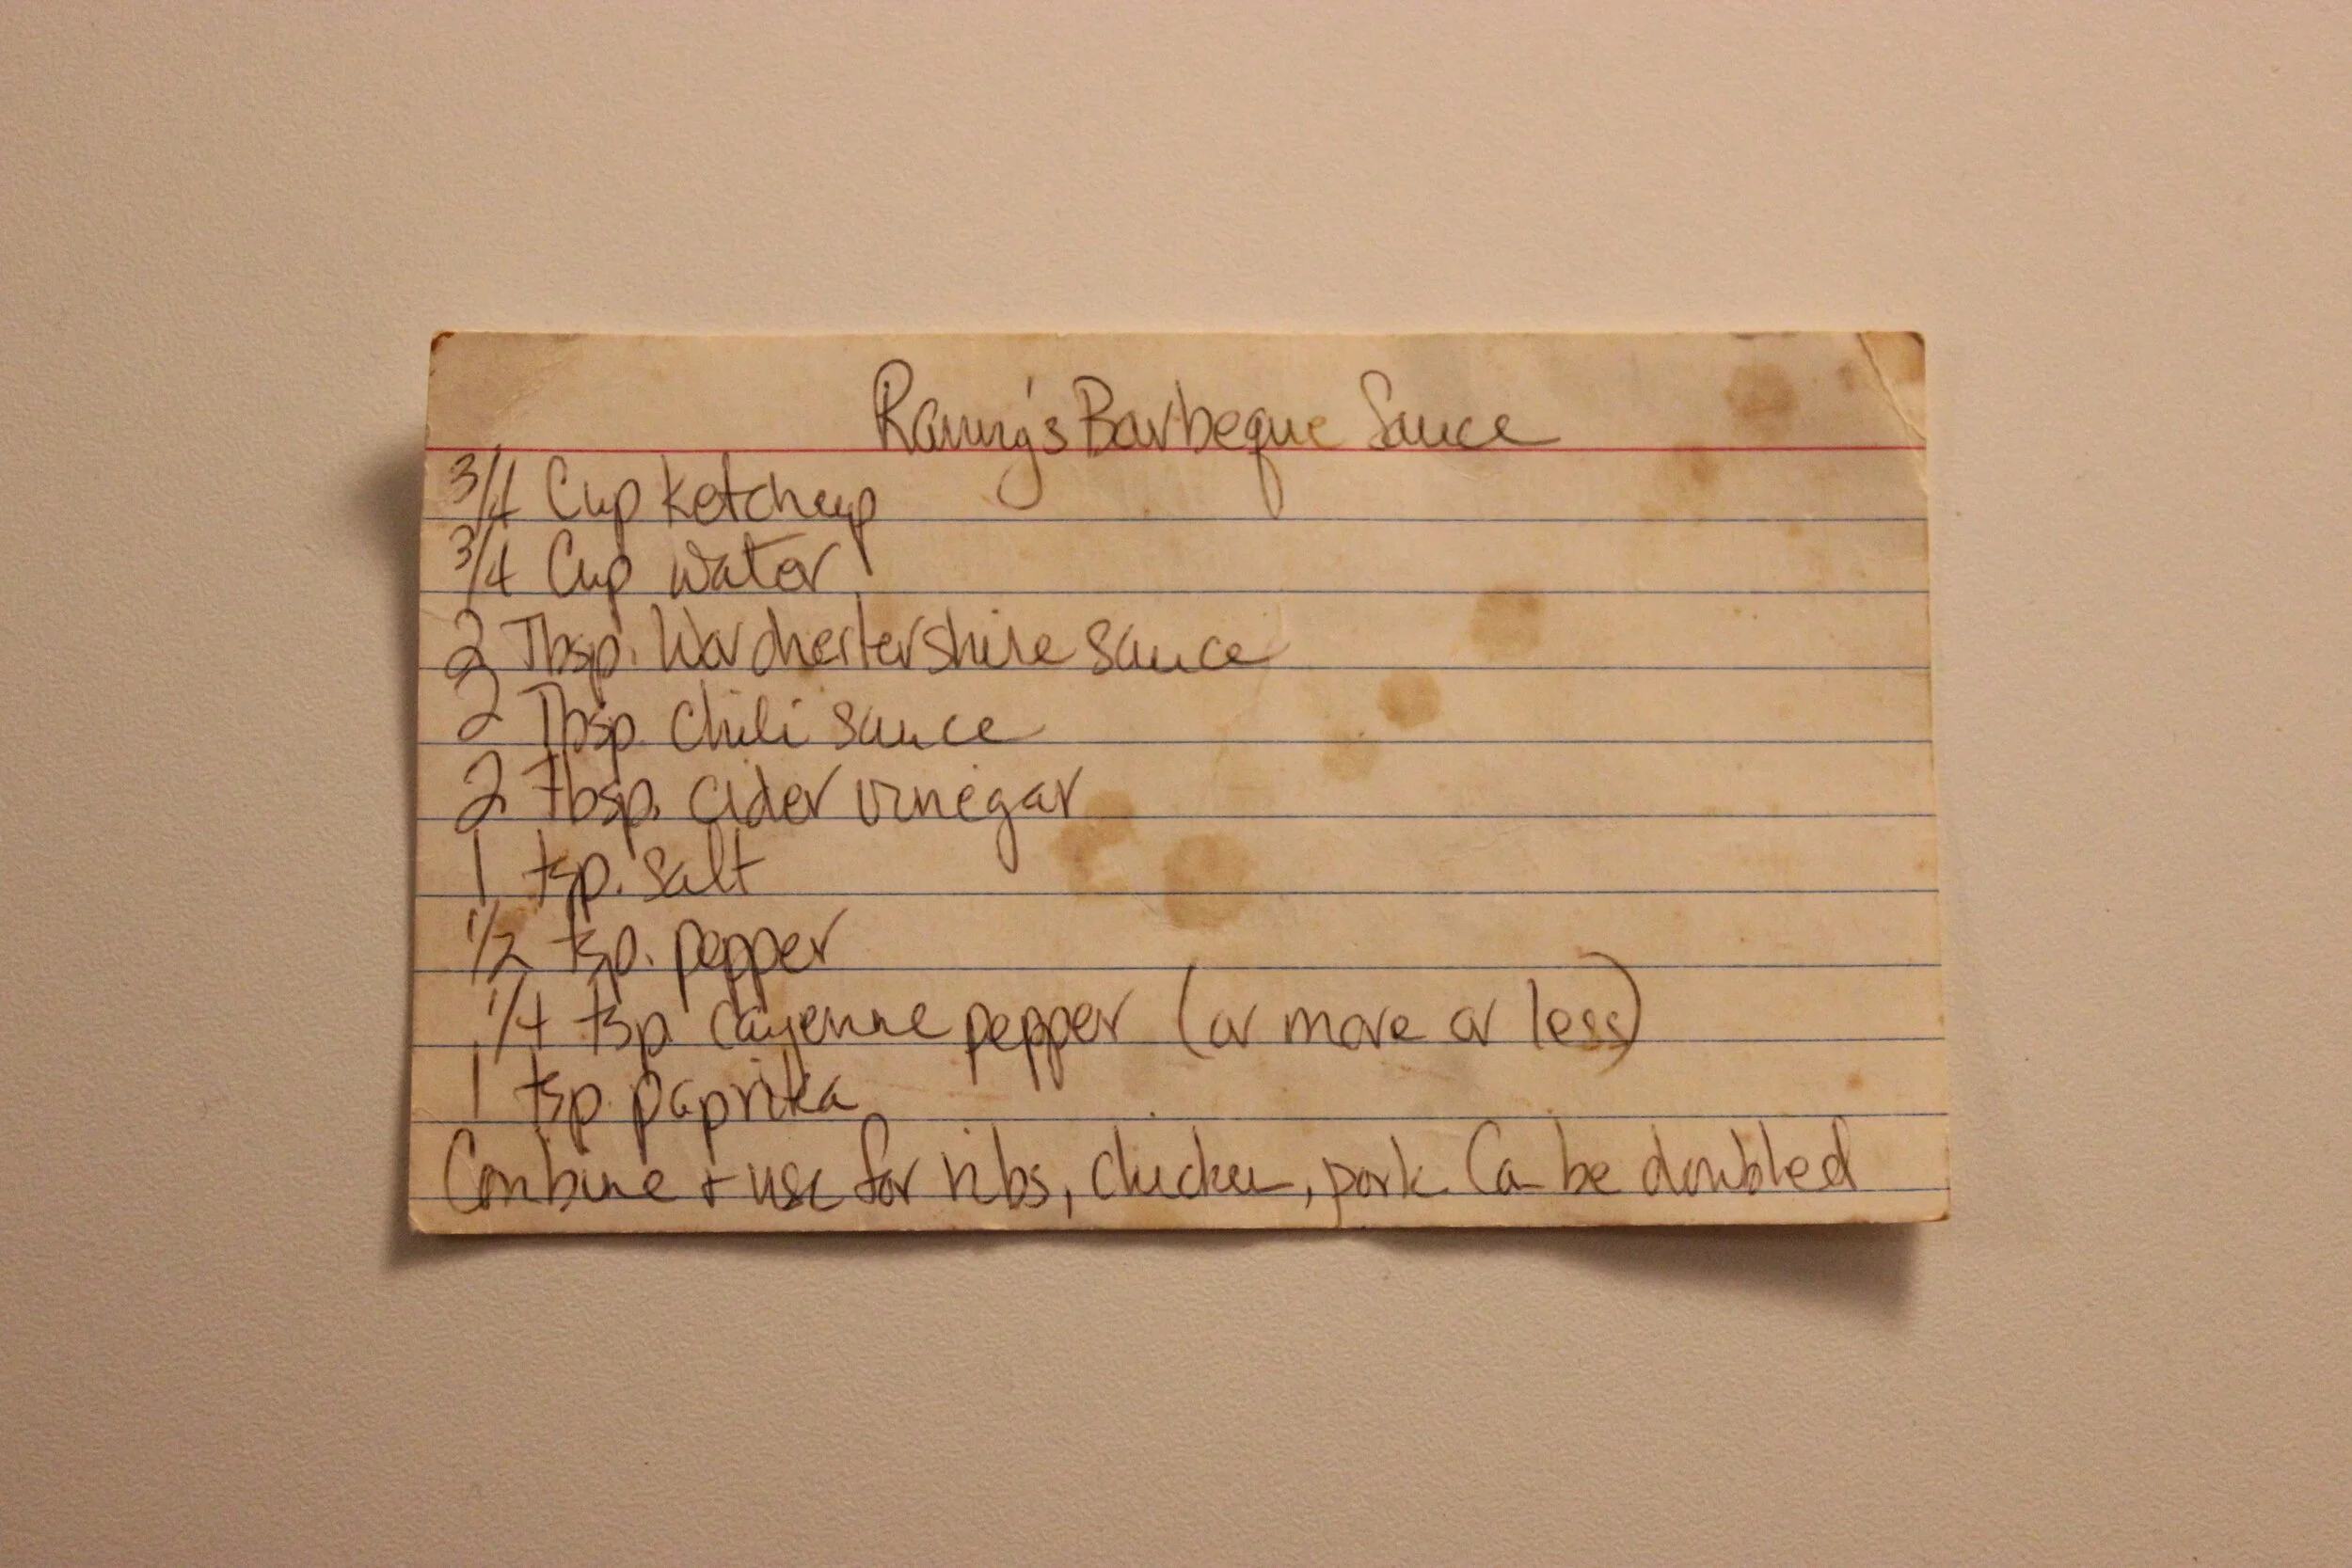 Ranny's Barbeque Sauce
3/4 Cup ketchup
3/4 Cup water
2 Tbsp. Worchertershire sauce
2 Tbsp. Chili sauce
2 tbsp. cider vinegar
1 tsp. salt
1/2 tsp. pepper
1/4 tsp. cayenne pepper (or more or less)
1 tsp. paprika
Combine + use for ribs, chicken, pork. Can be doubled